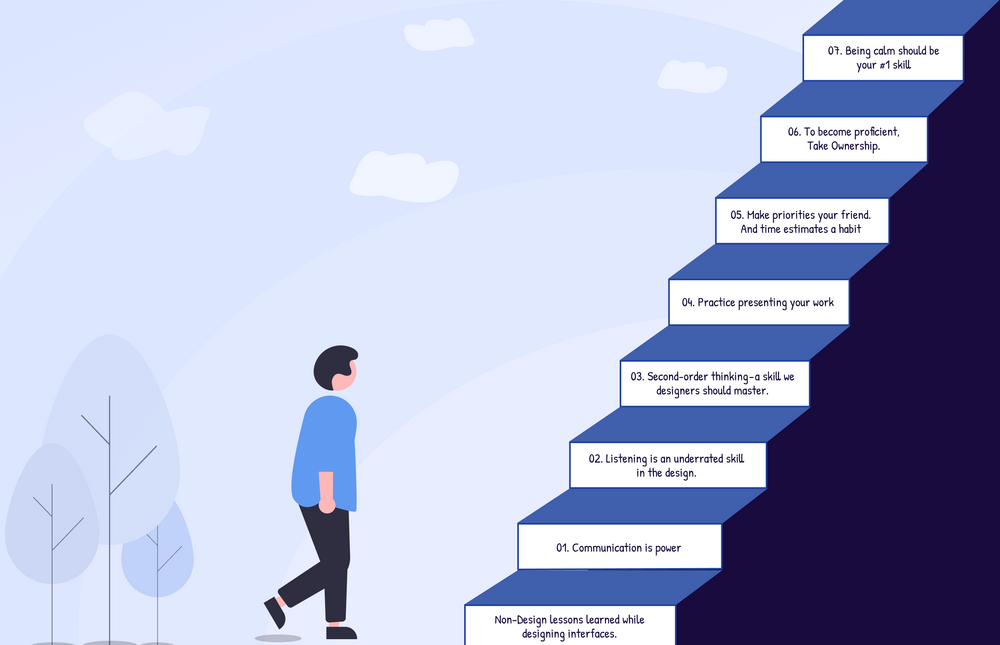 07. Being calm should be
your #1 skill
06. To become proficient,
Take Ownership.
05. Make priorities your friend.
And time estimates a habit
04. Practice presenting your work
03. Second-order thinking-a skill we
designers should master.
02. Listening is an underrated skill
in the design.
01. Communication is power
Non-Design lessons learned while
designing interfaces.